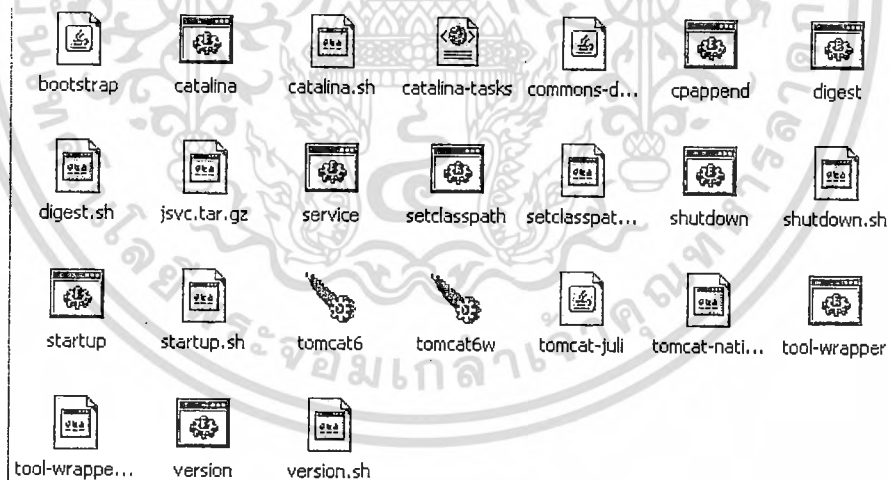 bootstrap catalina catalina.sh catalina-tasks commons-d... cpappend digest
digest.sh jsvc.tar.gz service setclasspath setclasspat... shutdown shutdown.sh
startup startup.sh tomcat6 tomcat6w tomcat-juli tomcat-nati... tool-wrapper
tool-wrappe... version version.sh